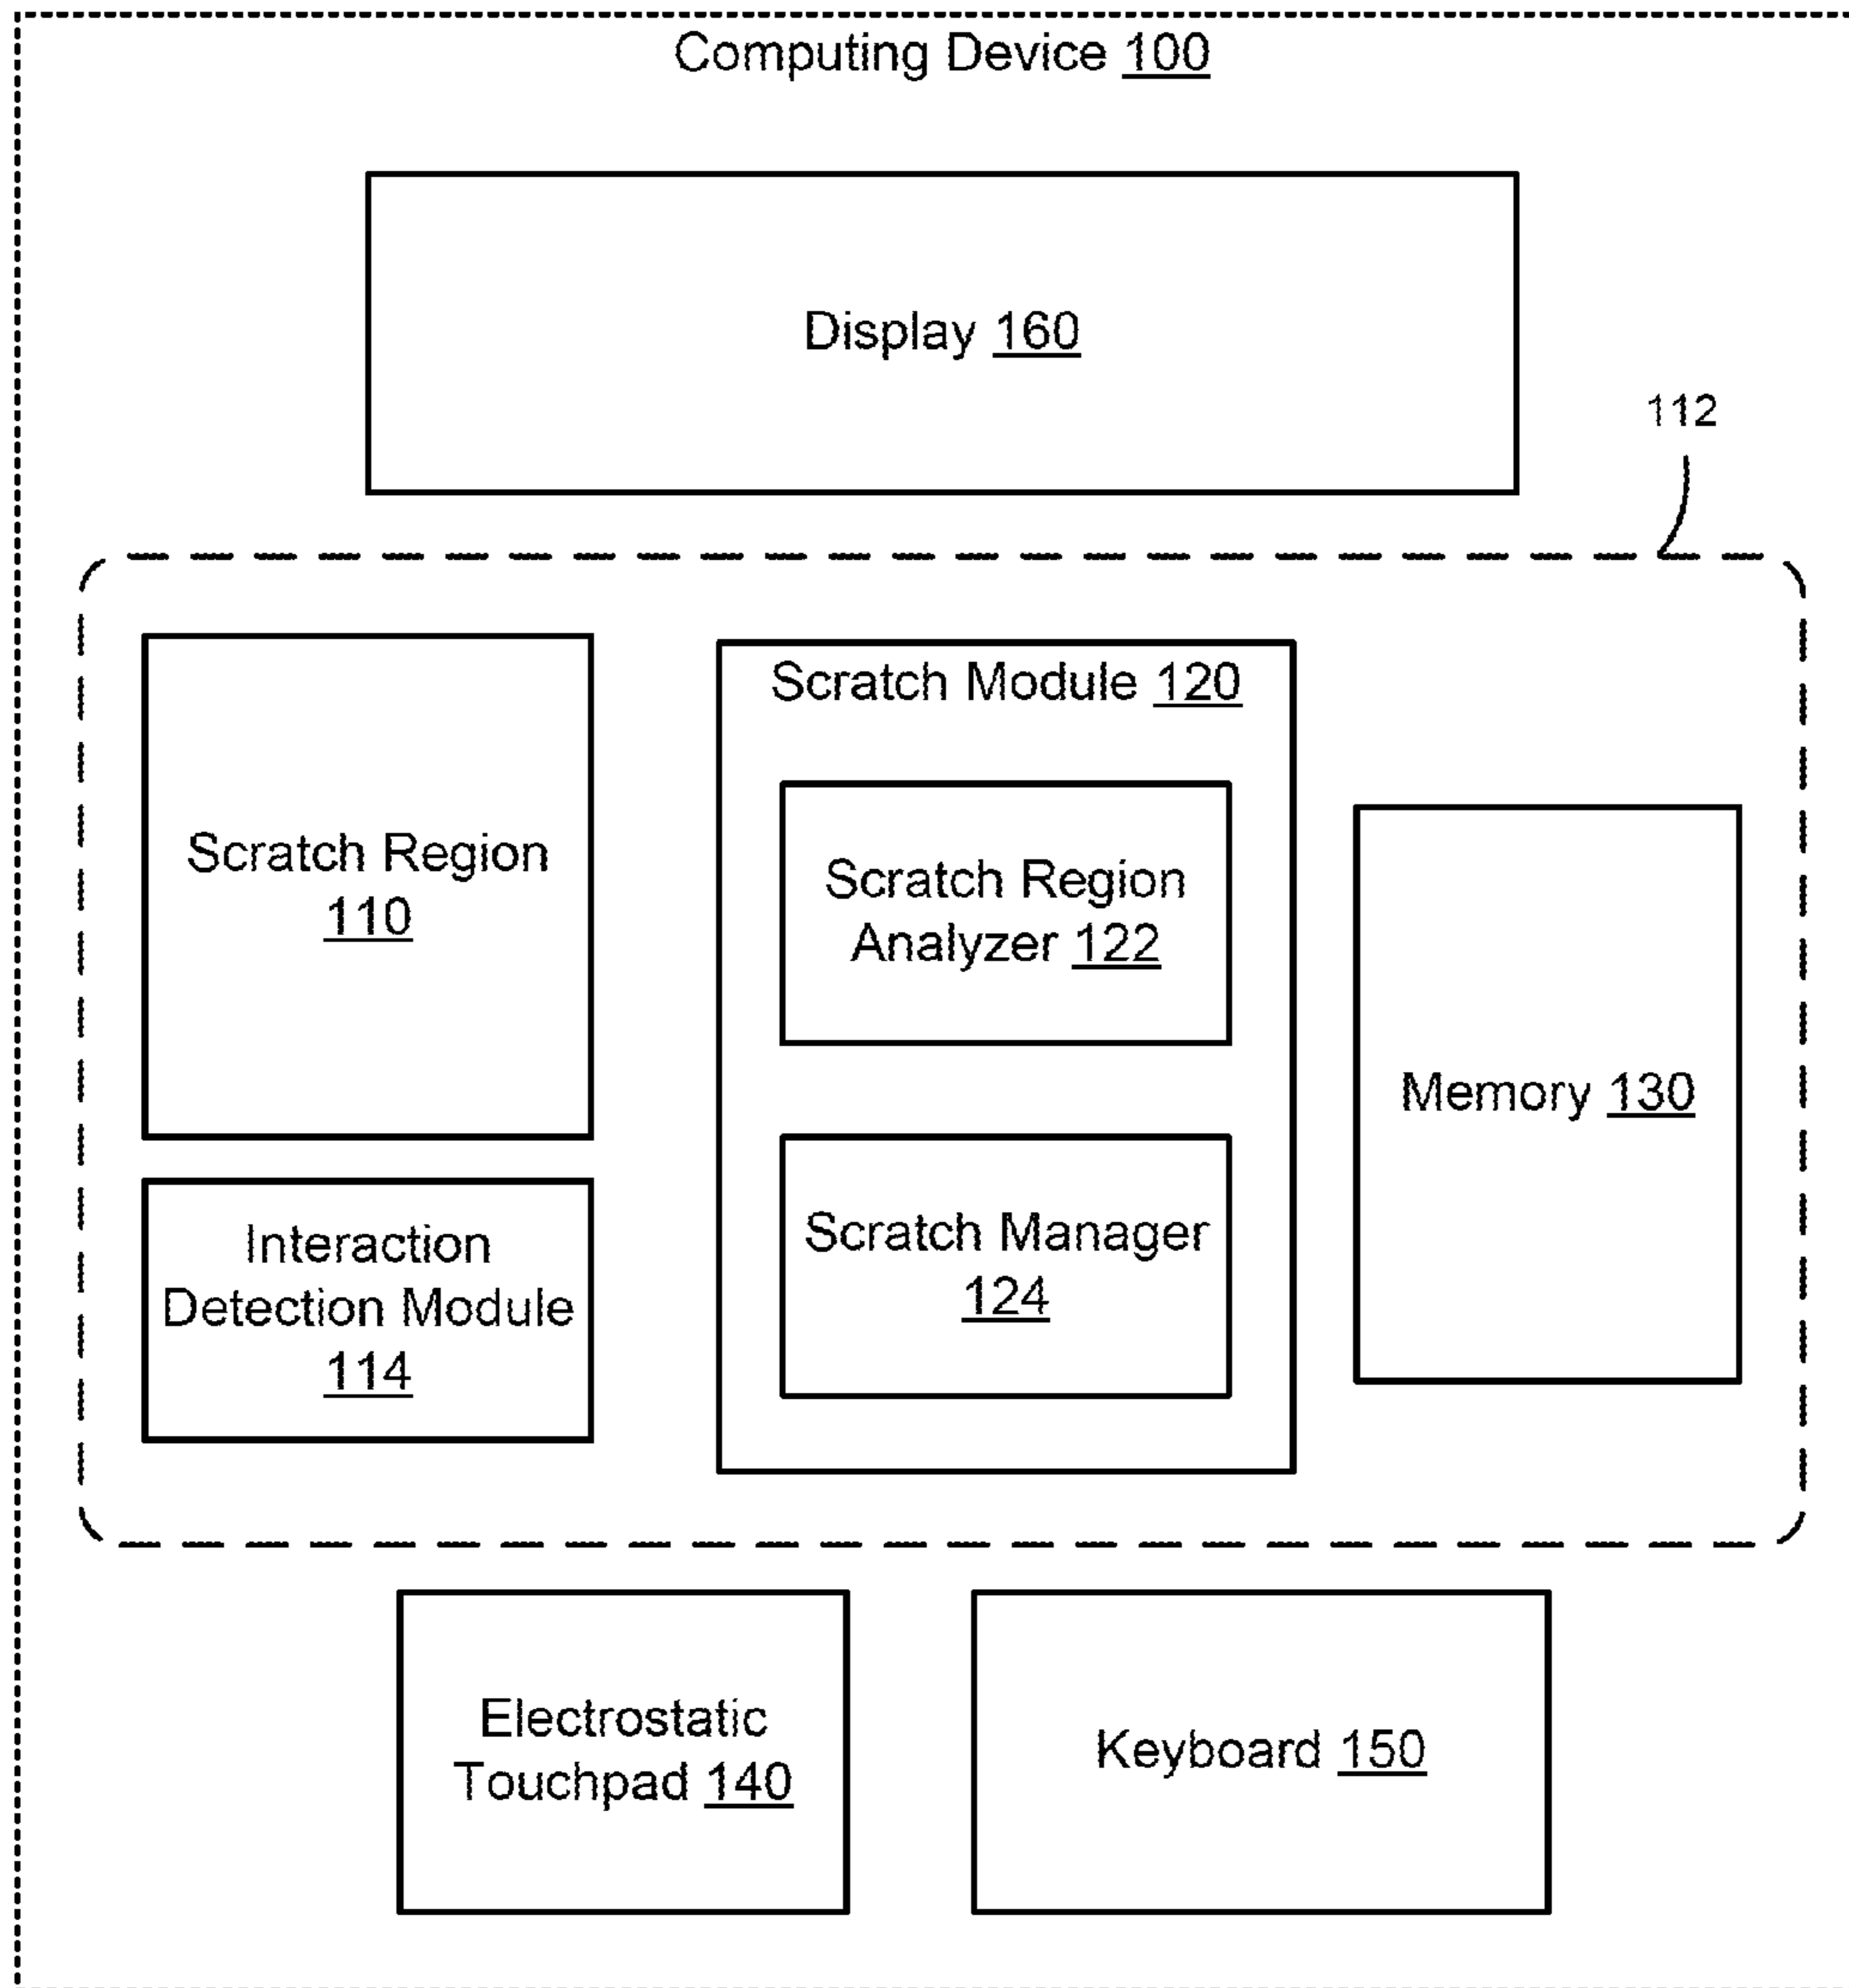 Computing Device 100
Display 160
112
Scratch Region
110
Scratch Module 120
Scratch Region
Analyzer 122
Memory 130
Scratch Manager
124
Interaction
Detection Module
114
Electrostatic
Touchpad 140
Keyboard 150